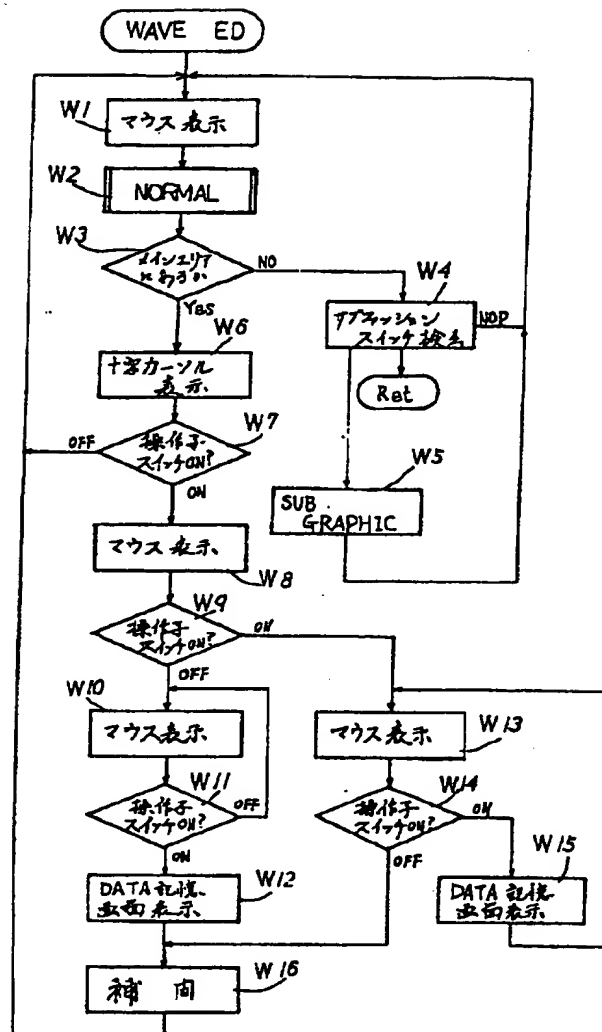 WAVE ED
W1
マウス表示
W2
NORMAL
W3
メインエリア
にあるか
NO
YES
W4
サブファンクション
スイッチ検出
NOP
Ret
W6
十字カーソル
表示
W7
操作子
スイッチON?
OFF
ON
W5
SUB
GRAPHIC
マウス表示
W8
W9
操作子
スイッチON?
ON
OFF
W10
マウス表示
W13
マウス表示
W11
操作子
スイッチON?
OFF
ON
W14
操作子
スイッチON?
ON
OFF
W12
DATA記憶
画面表示
W15
DATA記憶
画面表示
W16
補間